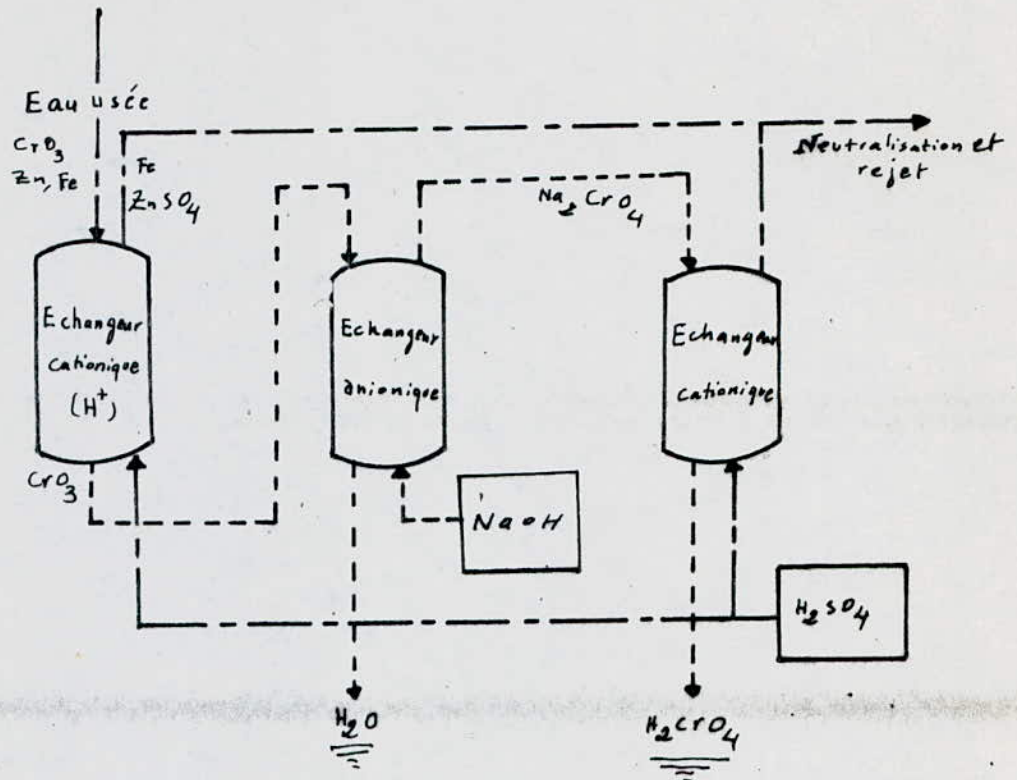 Eau usée
CrO3
Zn, Fe
Fe
ZnSO4
Neutralisation et
rejet
Na2CrO4
Echangeur
cationique
(H+)
Echangeur
anionique
Echangeur
cationique
CrO3
NaOH
H2SO4
H2O
H2CrO4